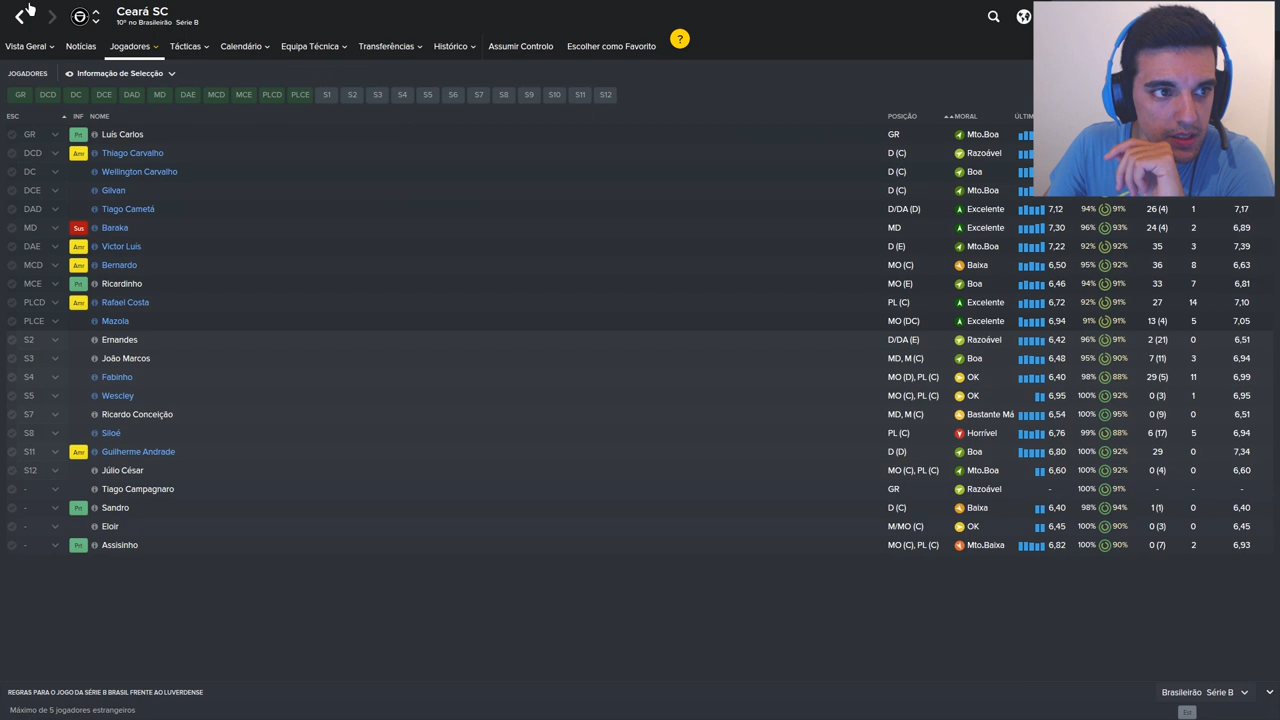 Ceará SC
10º no Brasileirão Série B
Vista Geral Notícias Jogadores Tácticas Calendário Equipa Técnica Transferências Histórico Assumir Controlo Escolher como Favorito ?
JOGADORES Informação de Selecção
GR DCD DC DCE DAD MD DAE MCD MCE PLCD PLCE S1 S2 S3 S4 S5 S6 S7 S8 S9 S10 S11 S12
ESC INF NOME POSIÇÃO MORAL
GR Prt Luís Carlos GR Mto.Boa
DCD Amr Thiago Carvalho D (C) Razoável
DC Wellington Carvalho D (C) Boa
DCE Gilvan D (C) Mto.Boa
DAD Tiago Cametá D/DA (D) Excelente 7,12 94% 91% 26 (4) 1 7,17
MD Sus Baraka MD Excelente 7,30 96% 93% 24 (4) 2 6,89
DAE Amr Victor Luís D (E) Mto.Boa 7,22 92% 92% 35 3 7,39
MCD Amr Bernardo MO (C) Baixa 6,50 95% 92% 36 8 6,63
MCE Prt Ricardinho MO (E) Boa 6,46 94% 91% 33 7 6,81
PLCD Amr Rafael Costa PL (C) Excelente 6,72 92% 91% 27 14 7,10
PLCE Mazola MO (DC) Excelente 6,94 91% 91% 13 (4) 5 7,05
S2 Ernandes D/DA (E) Razoável 6,42 96% 91% 2 (21) 0 6,51
S3 João Marcos MD, M (C) Boa 6,48 95% 90% 7 (11) 3 6,94
S4 Fabinho MO (D), PL (C) OK 6,40 98% 88% 29 (5) 11 6,99
S5 Wescley MO (C), PL (C) OK 6,95 100% 92% 0 (3) 1 6,95
S7 Ricardo Conceição MD, M (C) Bastante Má 6,54 100% 95% 0 (9) 0 6,51
S8 Siloé PL (C) Horrível 6,76 99% 88% 6 (17) 5 6,94
S11 Amr Guilherme Andrade D (D) Boa 6,80 100% 92% 29 0 7,34
S12 Júlio César MO (C), PL (C) Mto.Boa 6,60 100% 92% 0 (4) 0 6,60
- Tiago Campagnaro GR Razoável - 100% 91% - - -
- Prt Sandro D (C) Baixa 6,40 98% 94% 1 (1) 0 6,40
- Eloir M/MO (C) OK 6,45 100% 90% 0 (3) 0 6,45
- Prt Assisinho MO (C), PL (C) Mto.Baixa 6,82 100% 90% 0 (7) 2 6,93
REGRAS PARA O JOGO DA SÉRIE B BRASIL FRENTE AO LUVERDENSE Brasileirão Série B
Máximo de 5 jogadores estrangeiros Est